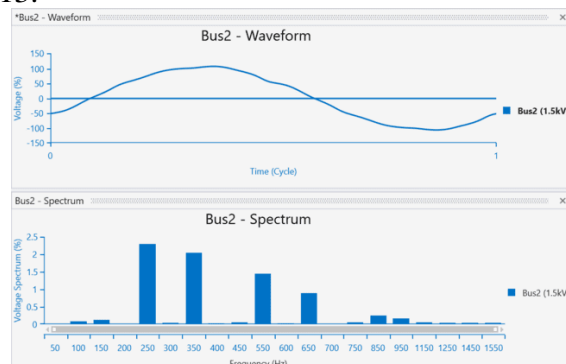 *Bus2 - Waveform
Bus2 - Waveform
150
100
50
0
-50
-100
-150
Voltage (%)
0 1
Time (Cycle)
Bus2 (1.5kV
Bus2 - Spectrum
Bus2 - Spectrum
2.5
2
1.5
1
0.5
0
Voltage Spectrum (%)
50 100 150 200 250 300 350 400 450 500 550 600 650 700 750 850 950 1150 1250 1450 1550
Bus2 (1.5kV
Frequency (Hz)